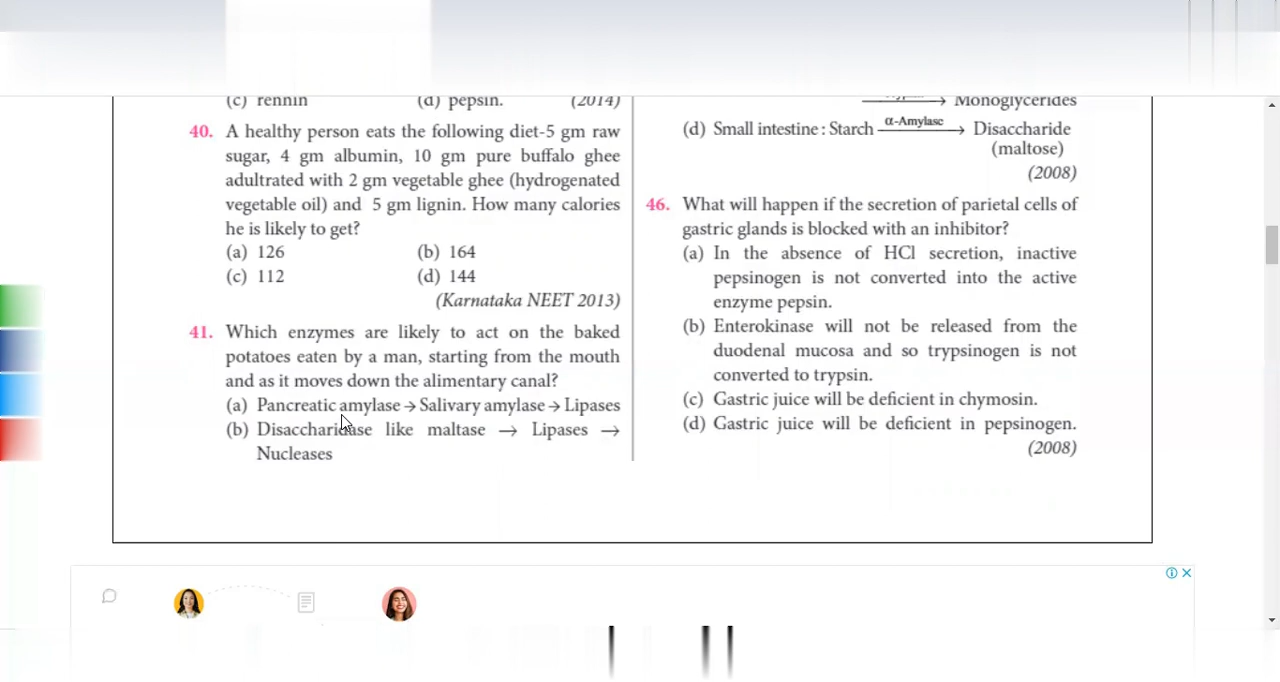 (c) rennin (d) pepsin. (2014)
40. A healthy person eats the following diet-5 gm raw
sugar, 4 gm albumin, 10 gm pure buffalo ghee
adultrated with 2 gm vegetable ghee (hydrogenated
vegetable oil) and 5 gm lignin. How many calories
he is likely to get?
(a) 126 (b) 164
(c) 112 (d) 144
(Karnataka NEET 2013)
41. Which enzymes are likely to act on the baked
potatoes eaten by a man, starting from the mouth
and as it moves down the alimentary canal?
(a) Pancreatic amylase → Salivary amylase → Lipases
(b) Disaccharidase like maltase → Lipases →
Nucleases
→ Monoglycerides
(d) Small intestine : Starch α-Amylase → Disaccharide
(maltose)
(2008)
46. What will happen if the secretion of parietal cells of
gastric glands is blocked with an inhibitor?
(a) In the absence of HCl secretion, inactive
pepsinogen is not converted into the active
enzyme pepsin.
(b) Enterokinase will not be released from the
duodenal mucosa and so trypsinogen is not
converted to trypsin.
(c) Gastric juice will be deficient in chymosin.
(d) Gastric juice will be deficient in pepsinogen.
(2008)